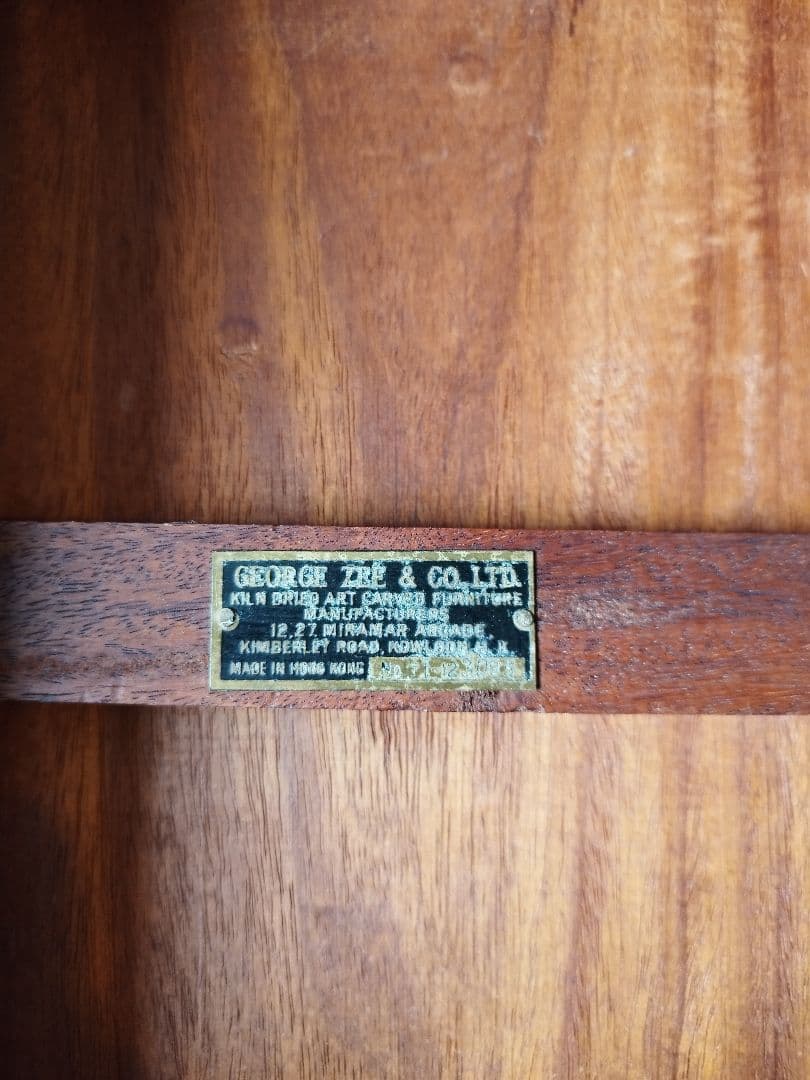 GEORGE ZEE & CO. LTD.
KILN DRIED ART CARVED FURNITURE
MANUFACTURERS
12, 27 MIRAMAR ARCADE,
KIMBERLEY ROAD, KOWLOON H. K.
MADE IN HONG KONG No.